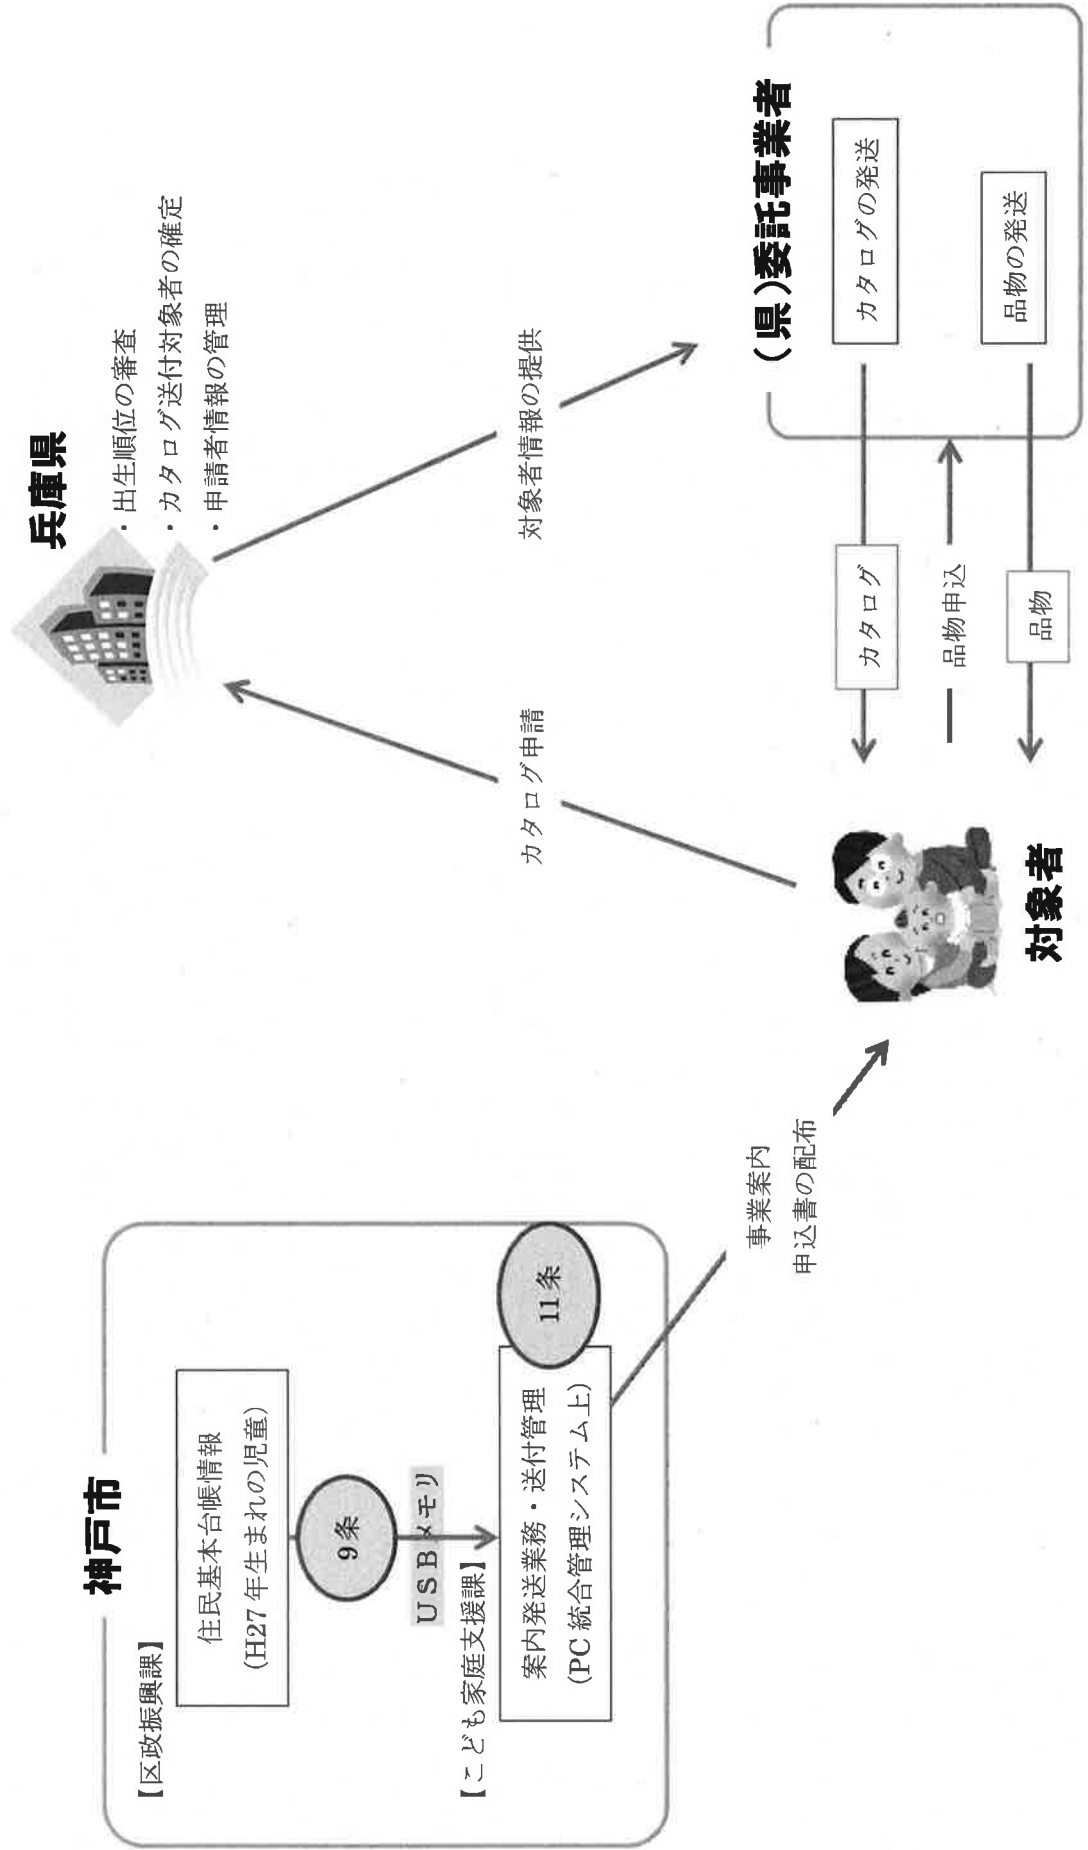 神戸市
【区政振興課】
住民基本台帳情報
(H27年生まれの児童)
9条
USBメモリ
【こども家庭支援課】
案内発送業務・送付管理
(PC統合管理システム上)
11条
事業案内
申込書の配布
対象者
カタログ申請
兵庫県
・出生順位の審査
・カタログ送付対象者の確定
・申請者情報の管理
対象者情報の提供
(県)委託事業者
カタログの発送
品物の発送
カタログ
品物申込
品物